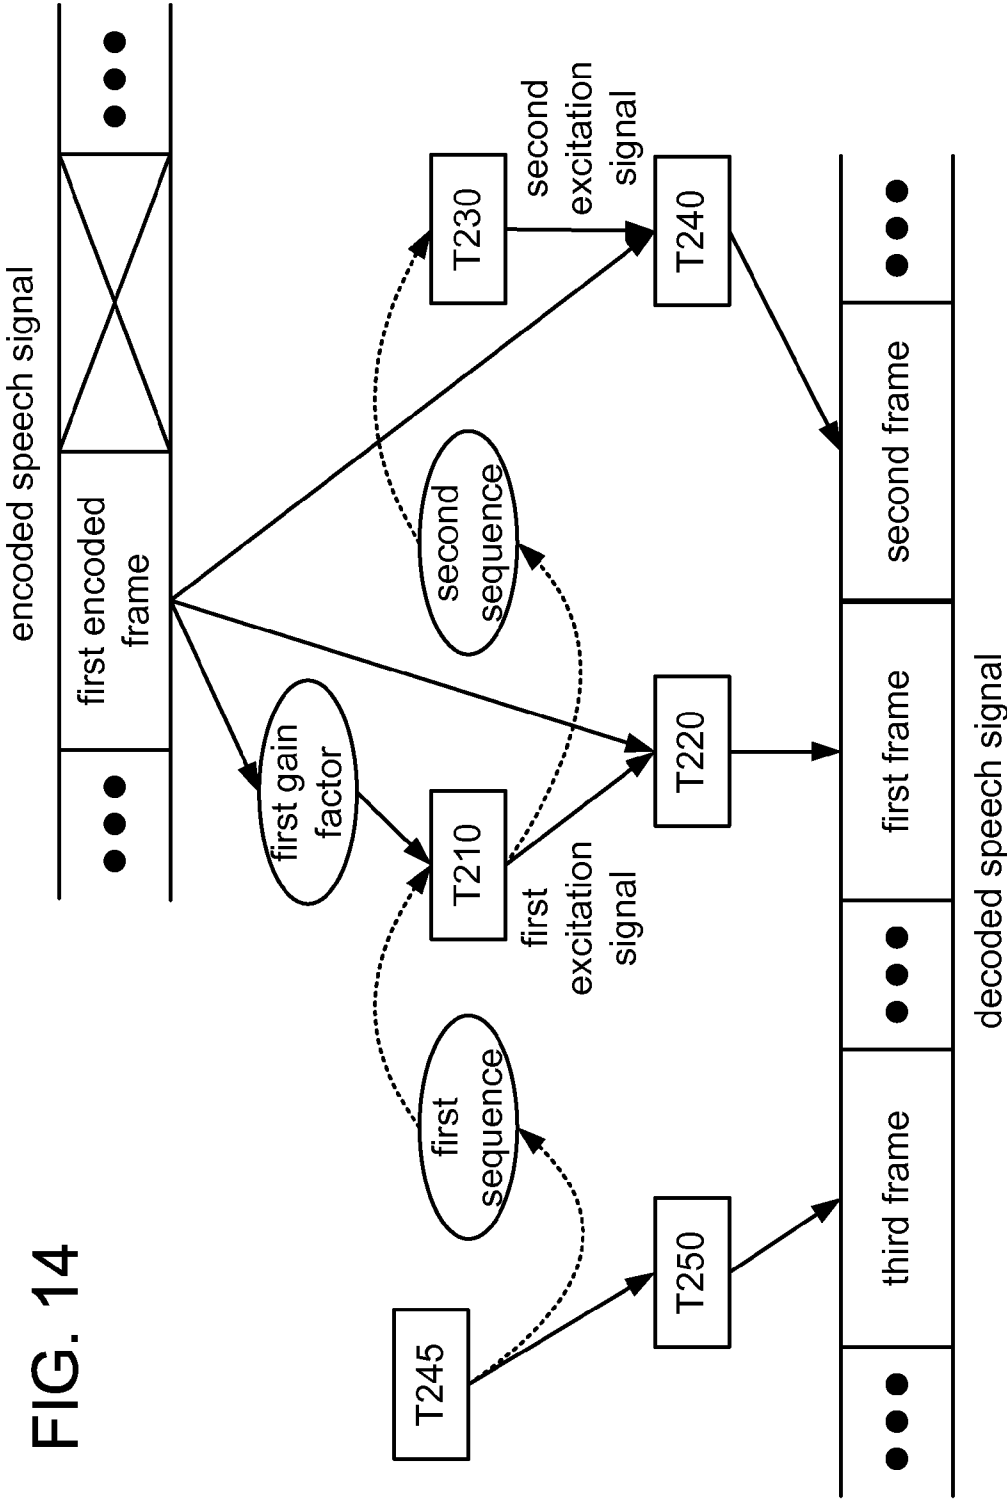 FIG. 14
encoded speech signal
first encoded
frame
first gain
factor
T245
first
sequence
T210
second
sequence
T230
first
excitation
signal
second
excitation
signal
T250
T220
T240
third frame
first frame
second frame
decoded speech signal